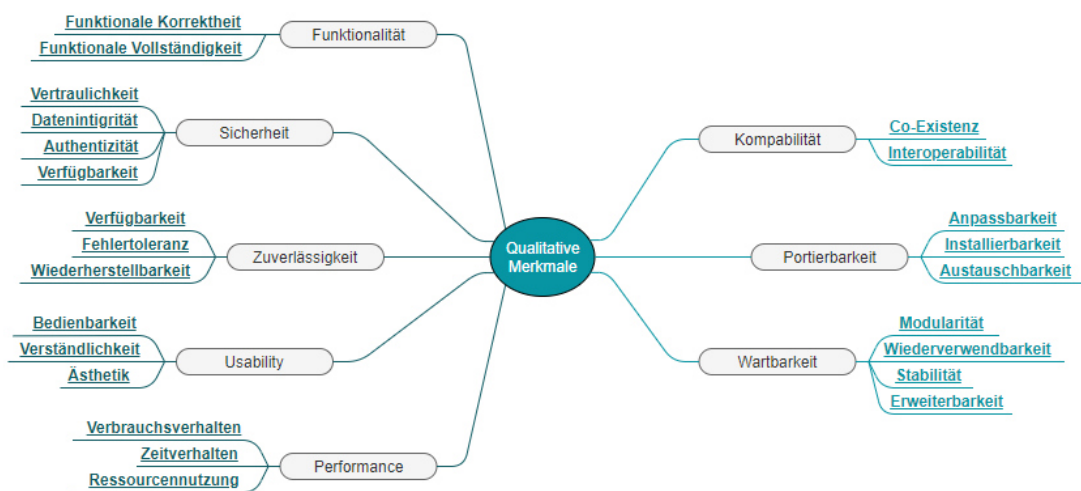 Funktionale Korrektheit
Funktionale Vollständigkeit
Funktionalität
Vertraulichkeit
Datenintigrität
Authentizität
Verfügbarkeit
Sicherheit
Verfügbarkeit
Fehlertoleranz
Wiederherstellbarkeit
Zuverlässigkeit
Bedienbarkeit
Verständlichkeit
Ästhetik
Usability
Verbrauchsverhalten
Zeitverhalten
Ressourcennutzung
Performance
Qualitative
Merkmale
Kompabilität
Co-Existenz
Interoperabilität
Portierbarkeit
Anpassbarkeit
Installierbarkeit
Austauschbarkeit
Wartbarkeit
Modularität
Wiederverwendbarkeit
Stabilität
Erweiterbarkeit